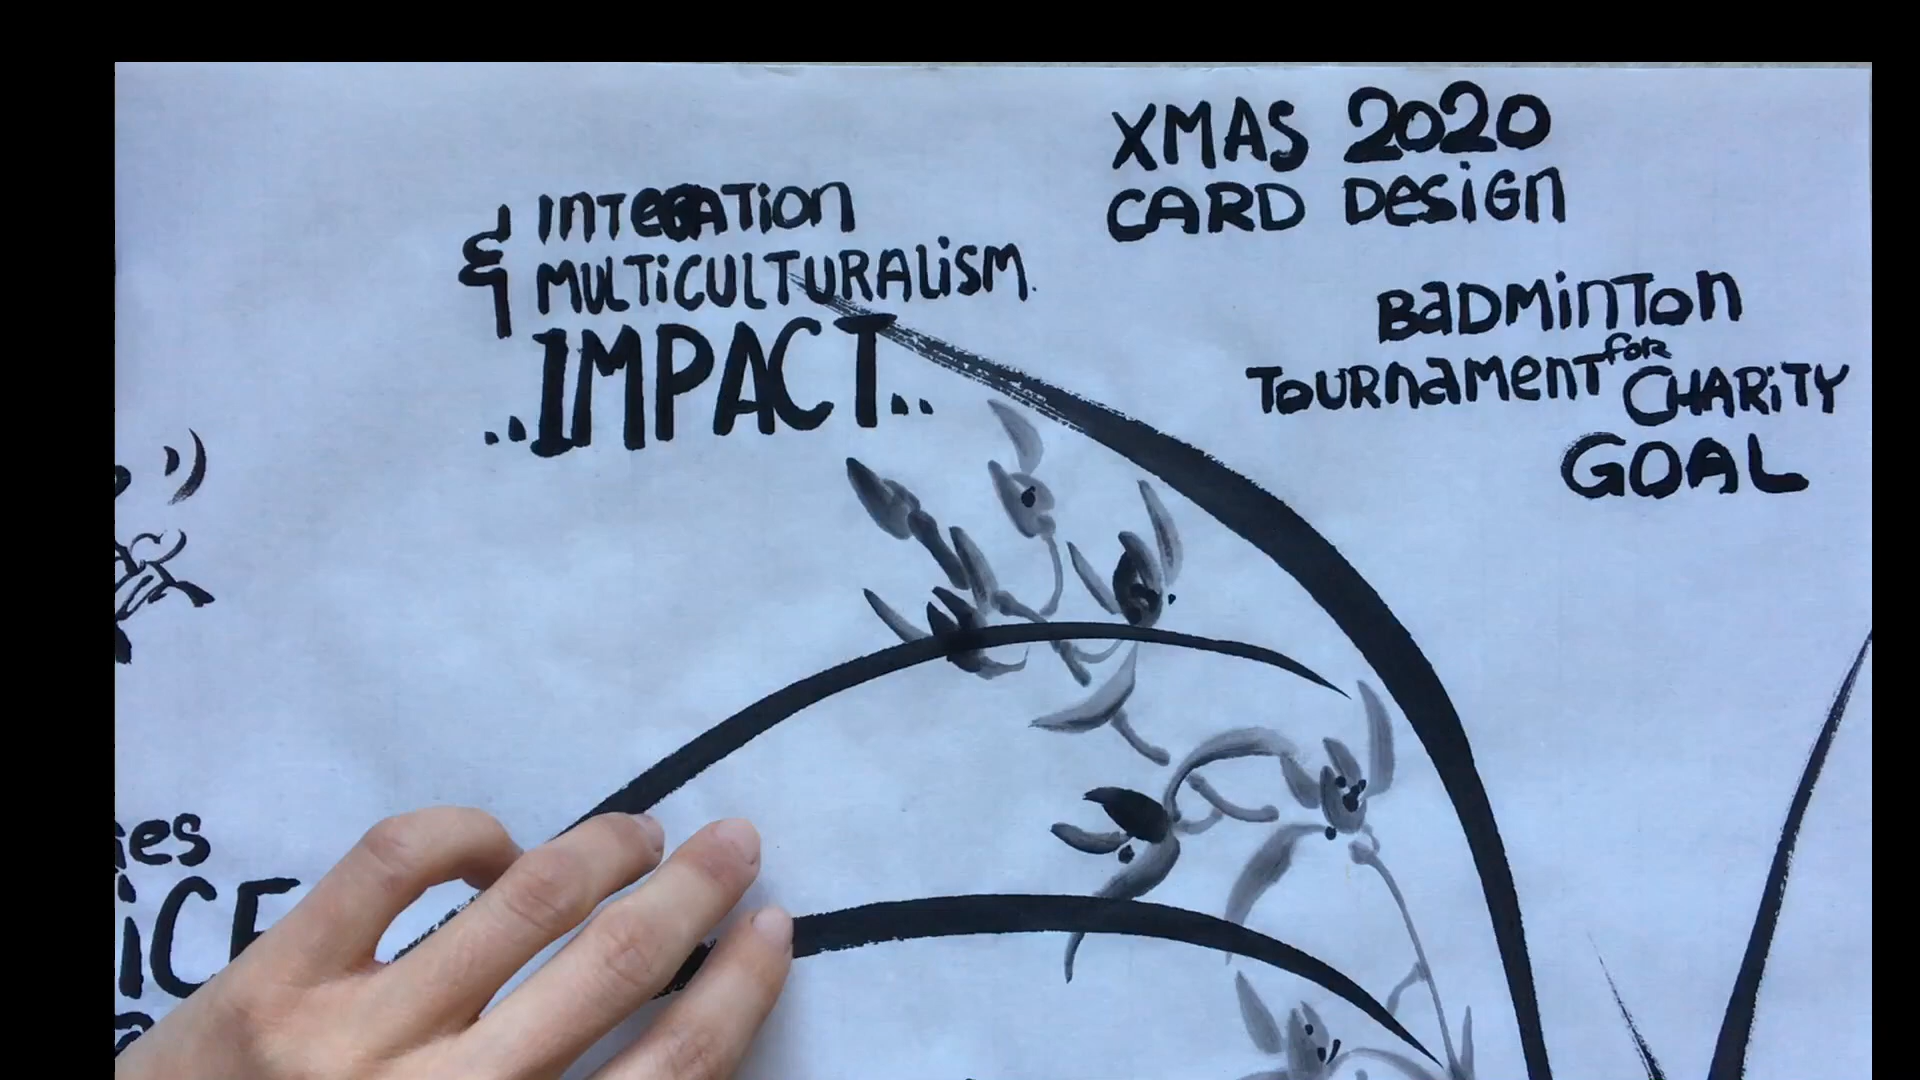 XMAS 2020
CARD DESIGN
& INTEGRATION
MULTICULTURALISM.
..IMPACT..
BADMINTON
TOURNAMENT for CHARITY
GOAL